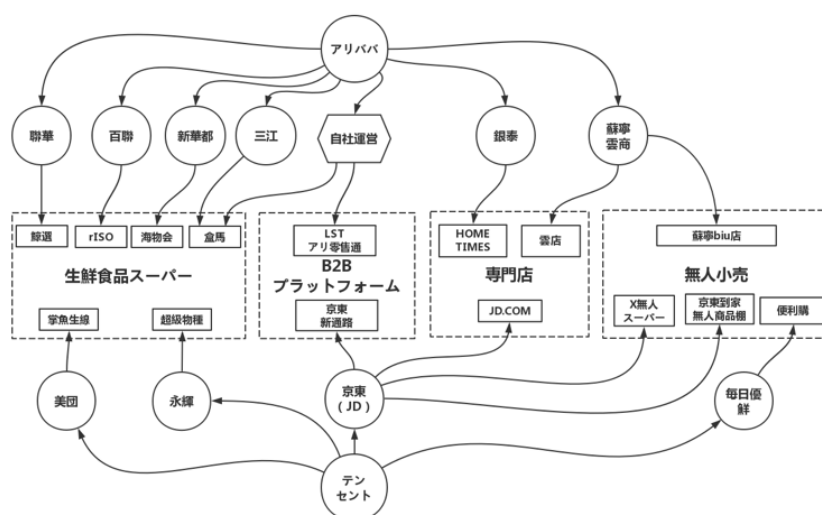 アリババ
聯華
百聯
新華都
三江
自社運営
銀泰
蘇寧
雲商
鯨選
rISO
海物会
盒馬
LST
アリ零售通
HOME
TIMES
雲店
蘇寧biu店
生鮮食品スーパー
B2B
プラットフォーム
専門店
無人小売
掌魚生鮮
超級物種
京東
新通路
JD.COM
X無人
スーパー
京東到家
無人商品棚
便利購
美団
永輝
京東
（JD）
毎日優
鮮
テン
セント